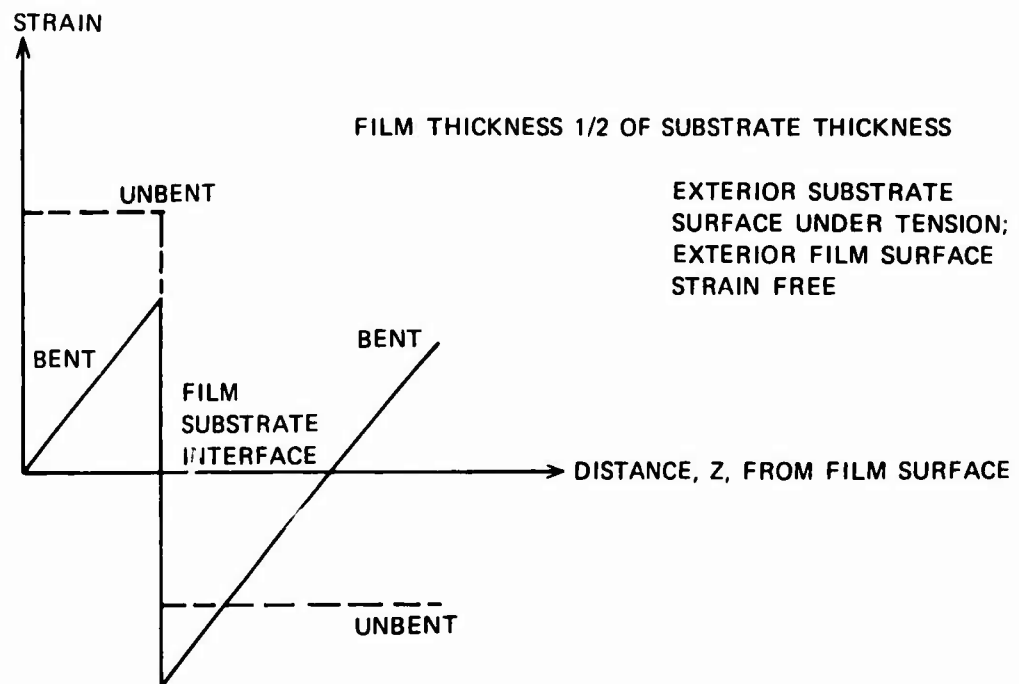 STRAIN
FILM THICKNESS 1/2 OF SUBSTRATE THICKNESS
UNBENT
EXTERIOR SUBSTRATE
SURFACE UNDER TENSION;
EXTERIOR FILM SURFACE
STRAIN FREE
BENT
BENT
FILM
SUBSTRATE
INTERFACE
DISTANCE, Z, FROM FILM SURFACE
UNBENT